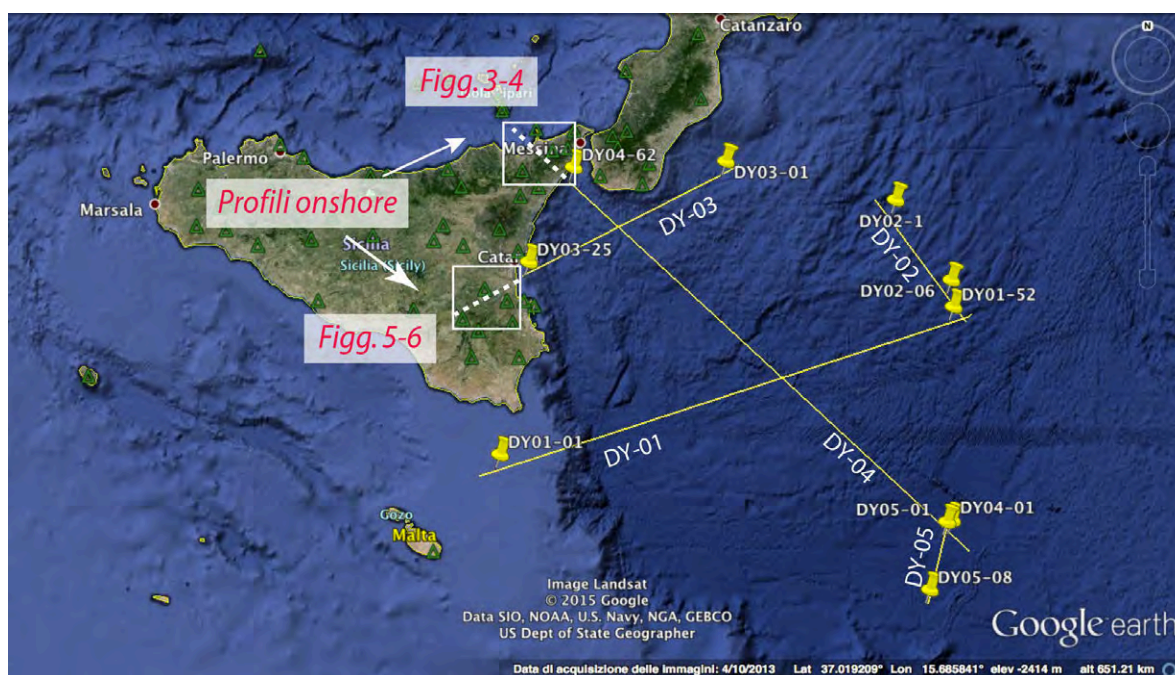 Catanzaro
N
Figg. 3-4
Palermo
Messina
DY04-62
DY03-01
Marsala
Profili onshore
DY-03
DY02-1
Sicilia
Sicilia (Sicily)
DY03-25
DY-02
DY02-06
DY01-52
Figg. 5-6
DY01-01
DY-01
DY-04
Gozo
Malta
DY05-01
DY04-01
DY-05
DY05-08
Image Landsat
© 2015 Google
Data SIO, NOAA, U.S. Navy, NGA, GEBCO
US Dept of State Geographer
Google earth
Data di acquisizione delle immagini: 4/10/2013 Lat 37.019209° Lon 15.685841° elev -2414 m alt 651.21 km